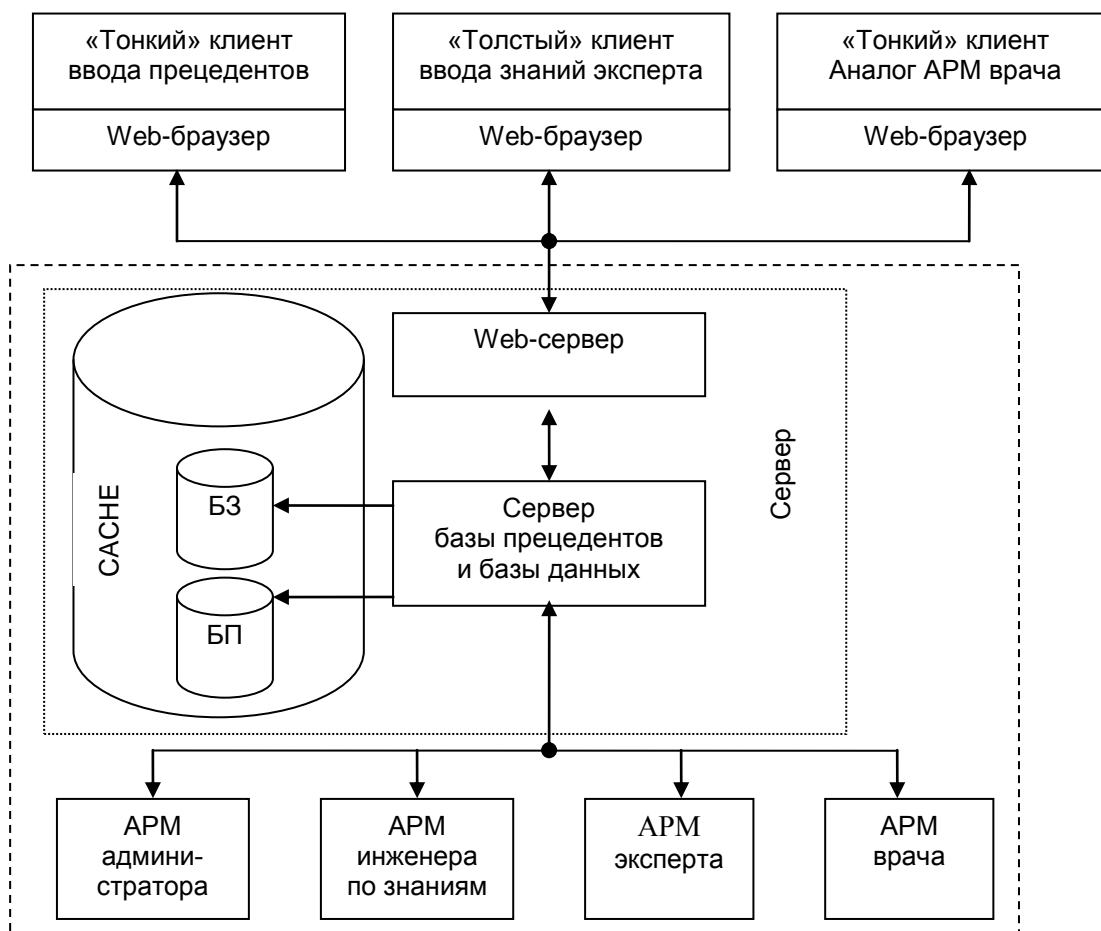 «Тонкий» клиент
ввода прецедентов
Web-браузер
«Толстый» клиент
ввода знаний эксперта
Web-браузер
«Тонкий» клиент
Аналог АРМ врача
Web-браузер
Web-сервер
Сервер
CACHE
БЗ
БП
Сервер
базы прецедентов
и базы данных
АРМ
админи-
стратора
АРМ
инженера
по знаниям
АРМ
эксперта
АРМ
врача